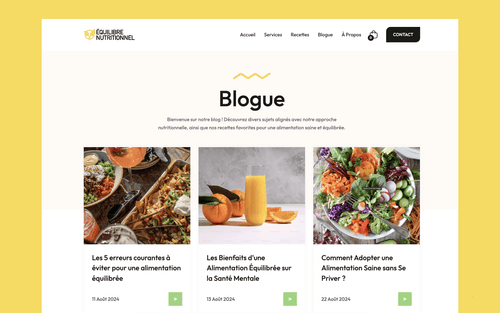 ÉQUILIBRE
NUTRITIONNEL
Accueil Services Recettes Blogue À Propos 0 CONTACT
Blogue
Bienvenue sur notre blog ! Découvrez divers sujets alignés avec notre approche
nutritionnelle, ainsi que nos recettes favorites pour une alimentation saine et équilibrée.
Les 5 erreurs courantes à
éviter pour une alimentation
équilibrée
11 Août 2024
Les Bienfaits d'une
Alimentation Équilibrée sur
la Santé Mentale
13 Août 2024
Comment Adopter une
Alimentation Saine sans Se
Priver ?
22 Août 2024